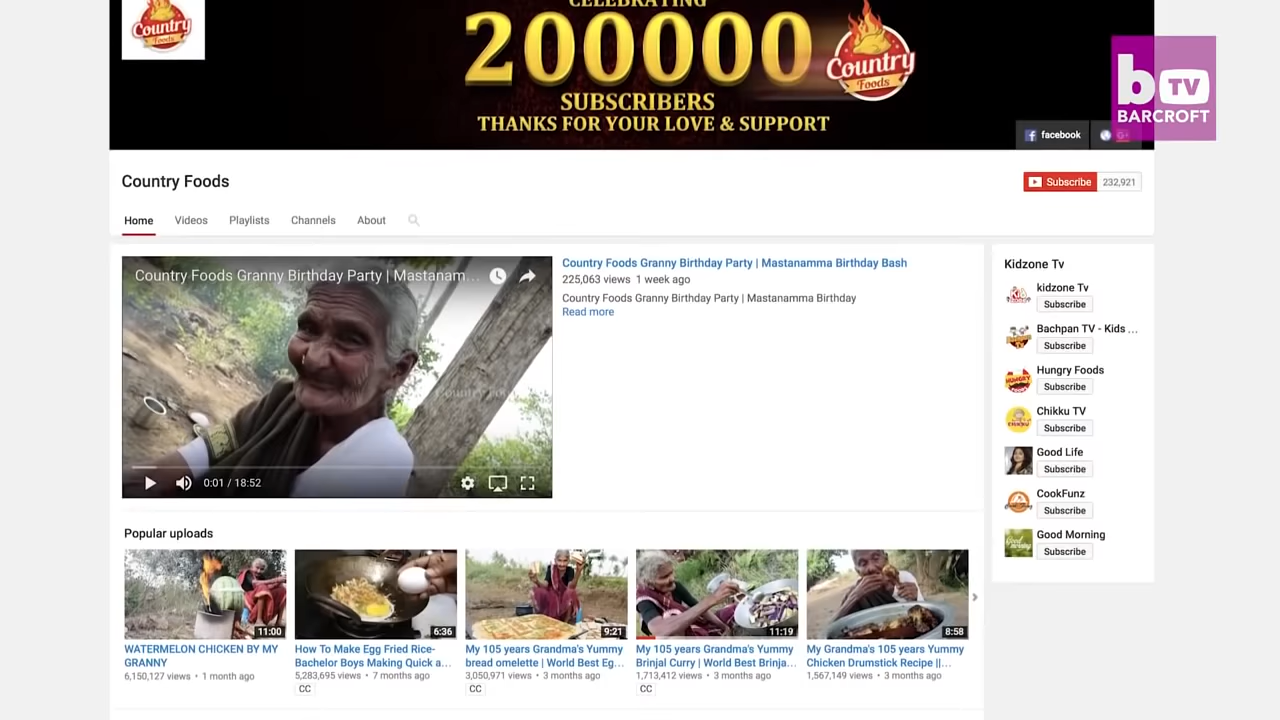 CELEBRATING
200000
SUBSCRIBERS
THANKS FOR YOUR LOVE & SUPPORT
Country
Foods
Country
Foods
b TV
BARCROFT
facebook
Country Foods
Subscribe 232,921
Home Videos Playlists Channels About
Country Foods Granny Birthday Party | Mastanam...
Country Foods
0:01 / 18:52
Country Foods Granny Birthday Party | Mastanamma Birthday Bash
225,063 views 1 week ago
Country Foods Granny Birthday Party | Mastanamma Birthday
Read more
Kidzone Tv
kidzone Tv
Subscribe
Bachpan TV - Kids ...
Subscribe
Hungry Foods
Subscribe
Chikku TV
Subscribe
Good Life
Subscribe
CookFunz
Subscribe
Good Morning
Subscribe
Popular uploads
11:00
WATERMELON CHICKEN BY MY
GRANNY
6,150,127 views • 1 month ago
6:36
How To Make Egg Fried Rice-
Bachelor Boys Making Quick a...
5,283,695 views • 7 months ago
CC
9:21
My 105 years Grandma's Yummy
bread omelette | World Best Eg...
3,050,971 views • 3 months ago
CC
11:19
My 105 years Grandma's Yummy
Brinjal Curry | World Best Brinja...
1,713,412 views • 3 months ago
CC
8:58
My Grandma's 105 years Yummy
Chicken Drumstick Recipe ||...
1,567,149 views • 3 months ago